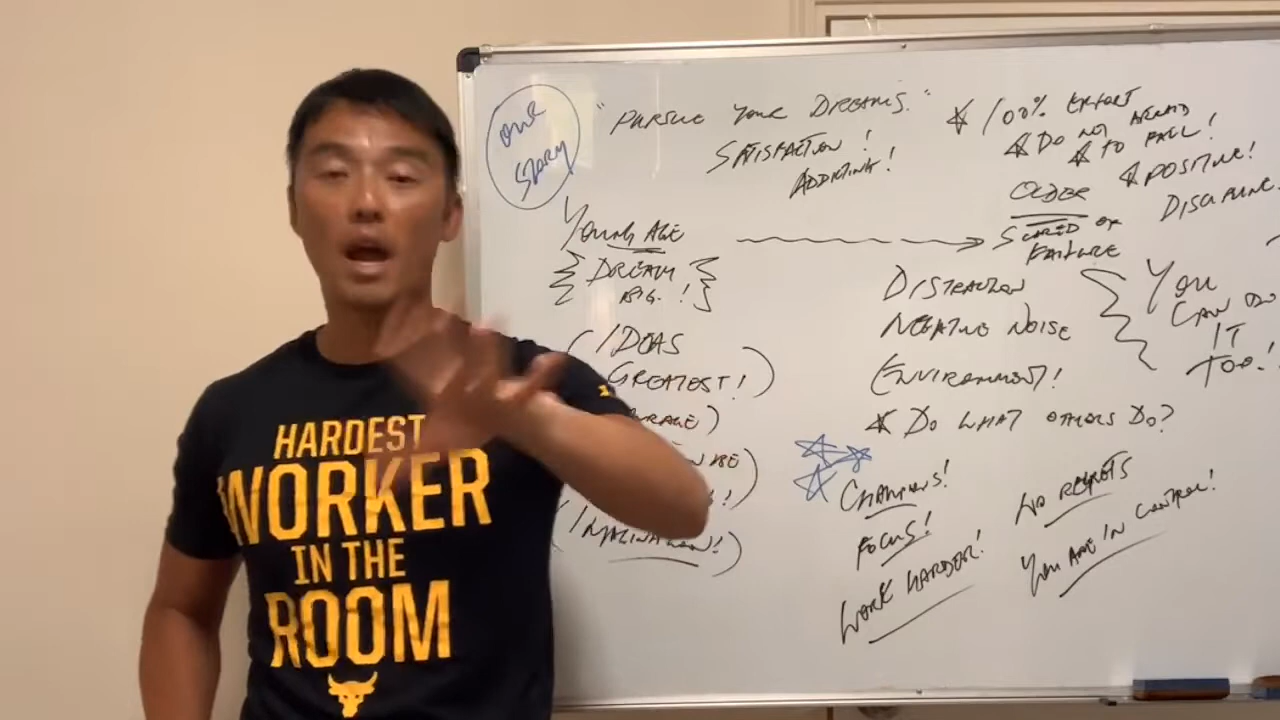 HARDEST
WORKER
IN THE
ROOM
OUR
STORY
"PURSUE YOUR DREAMS."
SATISFACTION!
ADDICTING!
100% EFFORT
DO NOT AFRAID
TO FAIL!
POSITIVE!
DISCIPLINE
YOUNG AGE
DREAM
BIG!
(IDEAS
GREATEST!)
IMAGINATION!)
OLDER
SCARED OF
FAILURE
DISTRACTION
NEGATIVE NOISE
(ENVIRONMENT!
DO WHAT OTHERS DO?
YOU
CAN DO
IT
TOO!
CHAMPIONS!
FOCUS!
WORK HARDER!
NO REGRETS
YOU ARE IN CONTROL!